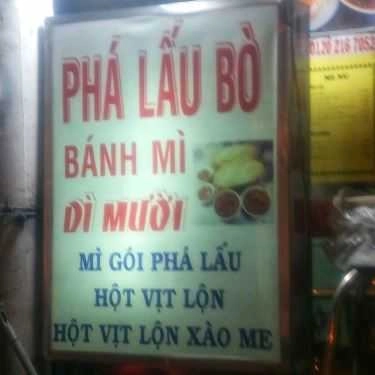 PHÁ LẤU BÒ
BÁNH MÌ
DÌ MƯỜI
MÌ GÓI PHÁ LẤU
HỘT VỊT LỘN
HỘT VỊT LỘN XÀO ME